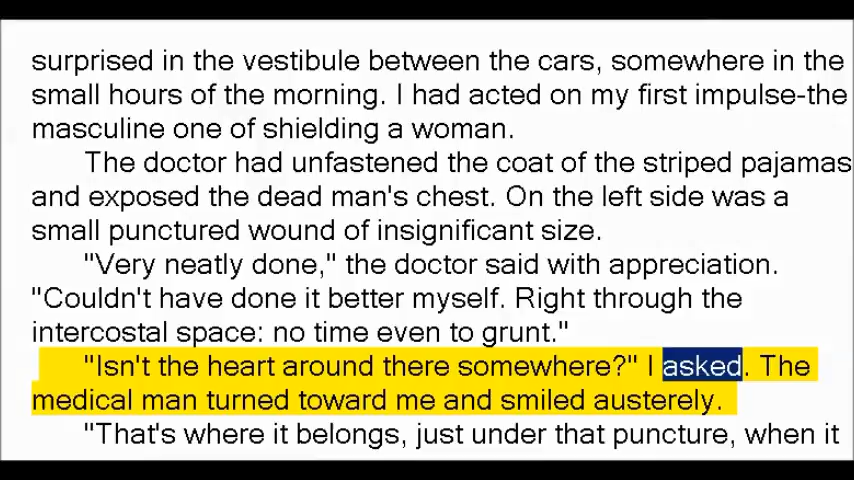 surprised in the vestibule between the cars, somewhere in the
small hours of the morning. I had acted on my first impulse-the
masculine one of shielding a woman.
The doctor had unfastened the coat of the striped pajamas
and exposed the dead man's chest. On the left side was a
small punctured wound of insignificant size.
"Very neatly done," the doctor said with appreciation.
"Couldn't have done it better myself. Right through the
intercostal space: no time even to grunt."
"Isn't the heart around there somewhere?" I asked. The
medical man turned toward me and smiled austerely.
"That's where it belongs, just under that puncture, when it